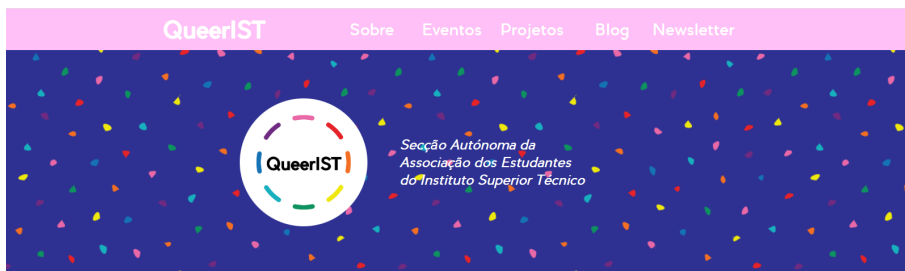 QueerIST Sobre Eventos Projetos Blog Newsletter
QueerIST
Secção Autónoma da
Associação dos Estudantes
do Instituto Superior Técnico